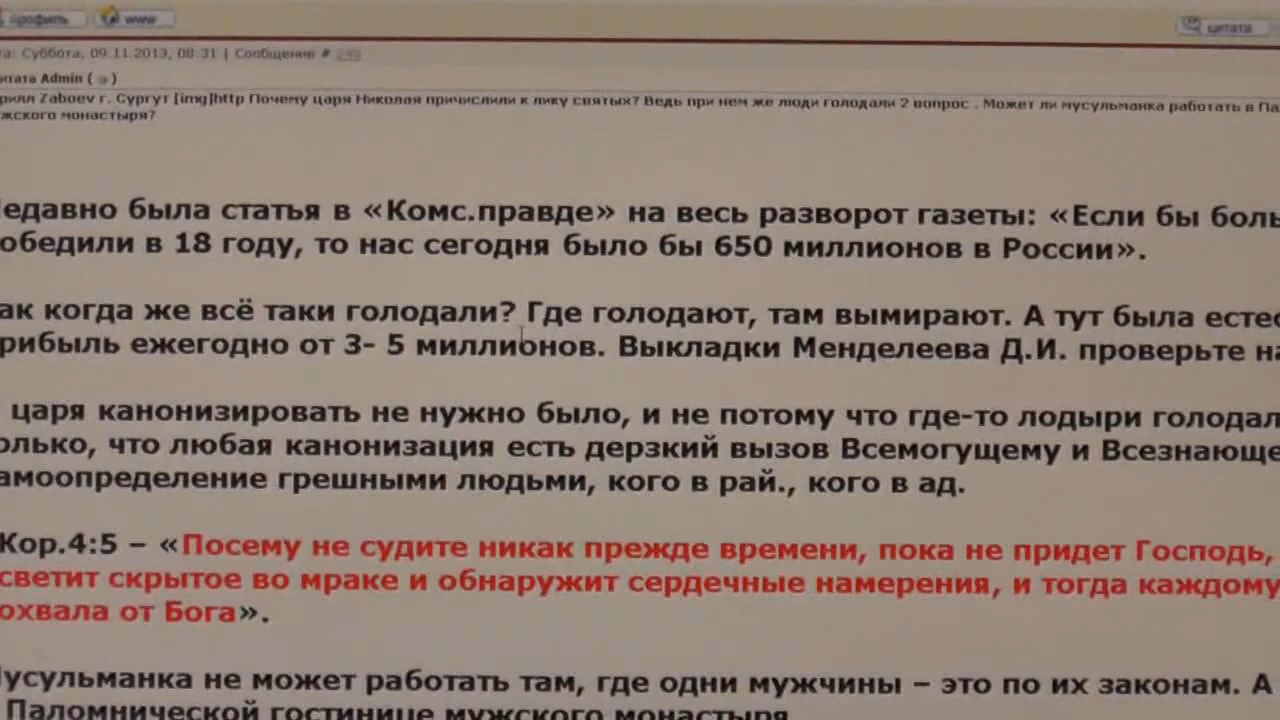 профиль www цитата
та: Суббота, 09.11.2013, 08:31 | Сообщение #
итата Admin ( )
рилл Zaboev г. Сургут [img]http Почему царя Николая причислили к лику святых? Ведь при нем же люди голодали 2 вопрос . Может ли мусульманка работать в Па
жского монастыря?
Недавно была статья в «Комс.правде» на весь разворот газеты: «Если бы боль
обедили в 18 году, то нас сегодня было бы 650 миллионов в России».
ак когда же всё таки голодали? Где голодают, там вымирают. А тут была естес
рибыль ежегодно от 3- 5 миллионов. Выкладки Менделеева Д.И. проверьте на
царя канонизировать не нужно было, и не потому что где-то лодыри голодал
олько, что любая канонизация есть дерзкий вызов Всемогущему и Всезнающе
амоопределение грешными людьми, кого в рай., кого в ад.
Кор.4:5 – «Посему не судите никак прежде времени, пока не придет Господь,
светит скрытое во мраке и обнаружит сердечные намерения, и тогда каждому
охвала от Бога».
Мусульманка не может работать там, где одни мужчины – это по их законам. А
Паломнической гостинице мужского монастыря